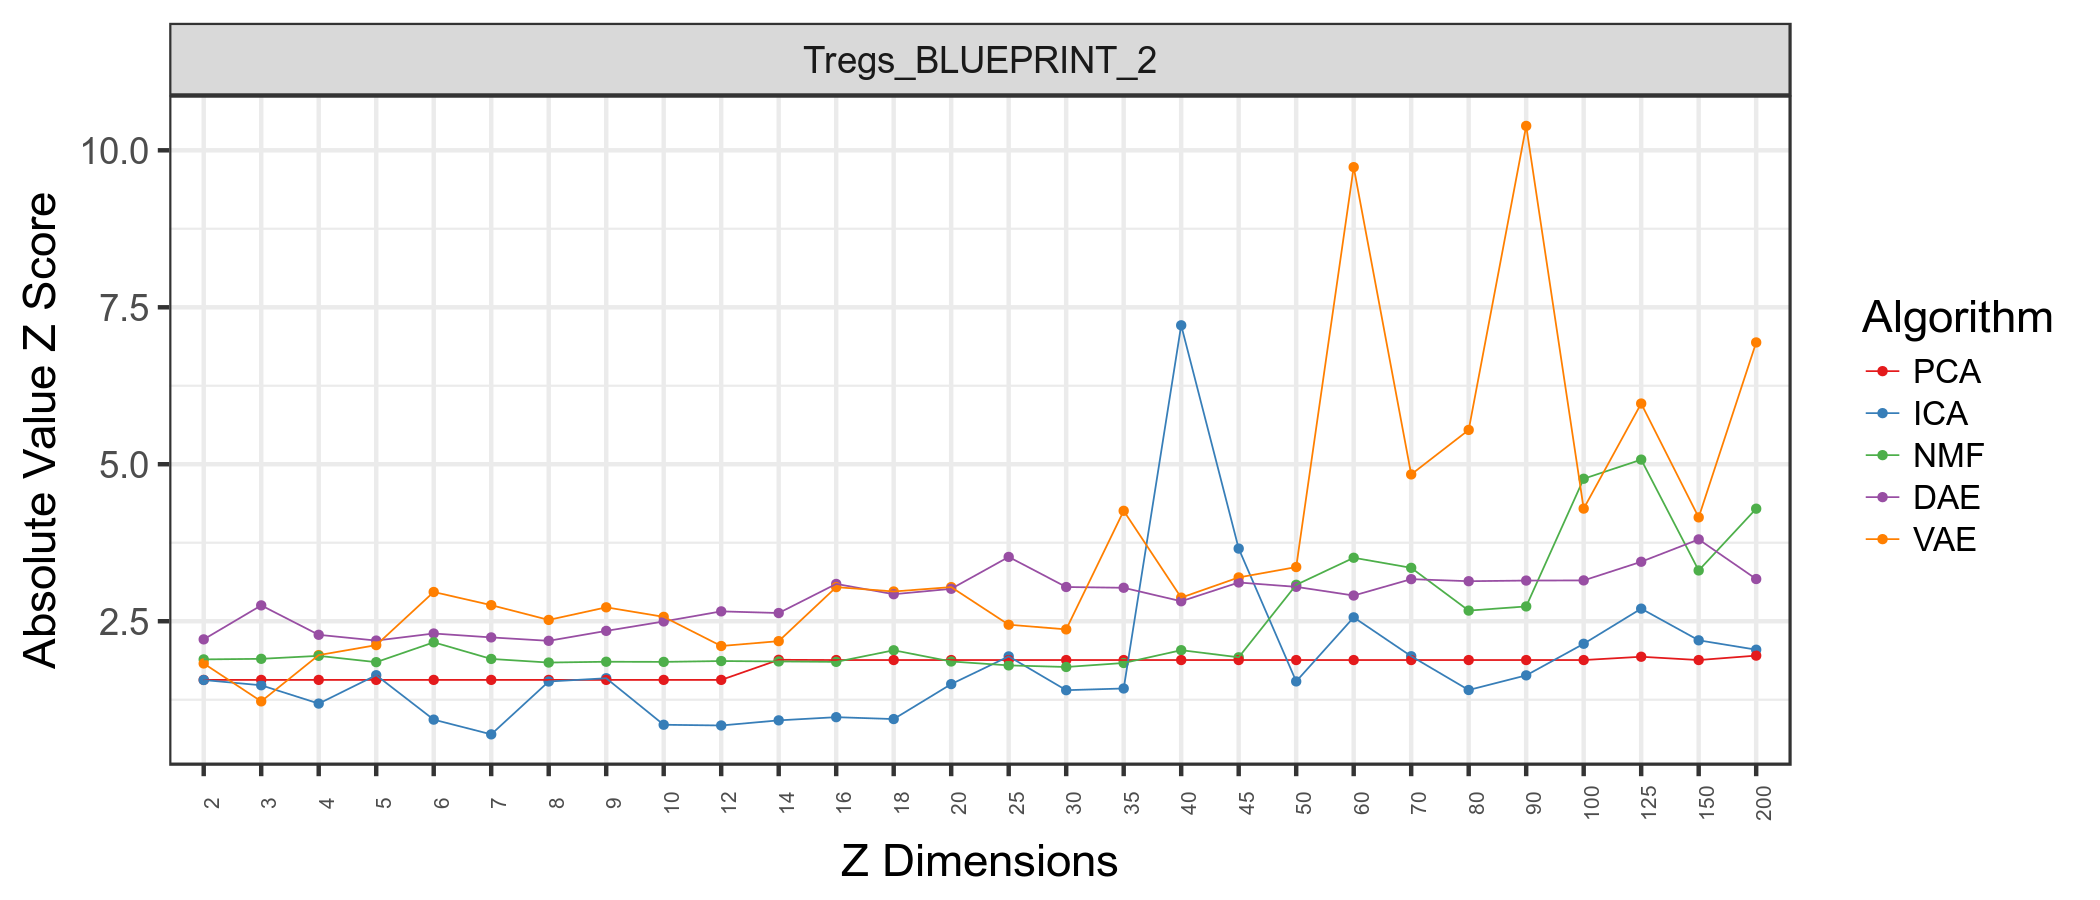 Tregs_BLUEPRINT_2
Absolute Value Z Score
10.0
7.5
5.0
2.5
2 3 4 5 6 7 8 9 10 12 14 16 18 20 25 30 35 40 45 50 60 70 80 90 100 125 150 200
Z Dimensions
Algorithm
PCA
ICA
NMF
DAE
VAE